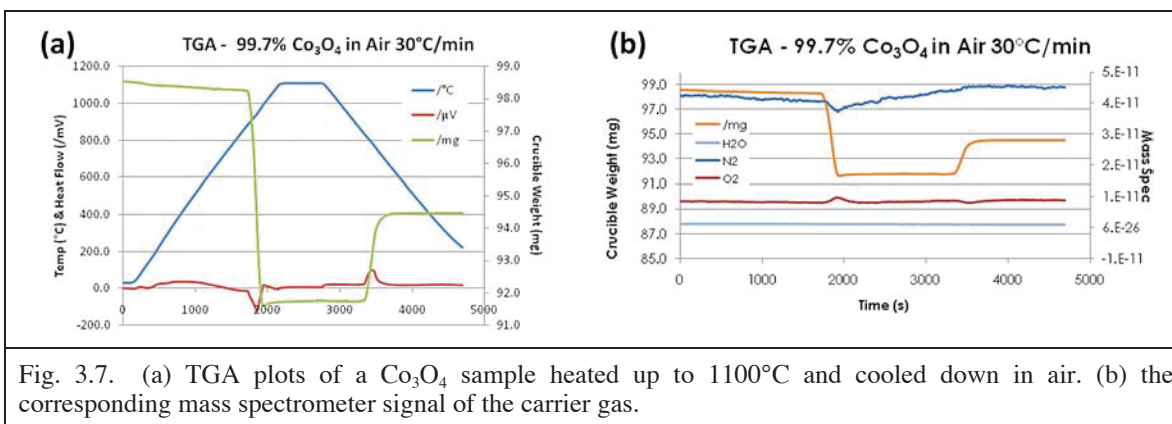 (a)
TGA - 99.7% Co₃O₄ in Air 30°C/min
1200.0
1000.0
800.0
600.0
400.0
200.0
0.0
-200.0
Temp (°C) & Heat Flow (/mV)
0
1000
2000
3000
4000
5000
99.0
98.0
97.0
96.0
95.0
94.0
93.0
92.0
91.0
Crucible Weight (mg)
/°C
/µV
/mg
(b)
TGA - 99.7% Co₃O₄ in Air 30°C/min
99.0
97.0
95.0
93.0
91.0
89.0
87.0
85.0
Crucible Weight (mg)
/mg
H2O
N2
O2
0
1000
2000
3000
4000
5000
Time (s)
5.E-11
4.E-11
3.E-11
2.E-11
1.E-11
6.E-26
-1.E-11
Mass Spec
Fig. 3.7. (a) TGA plots of a Co₃O₄ sample heated up to 1100°C and cooled down in air. (b) the
corresponding mass spectrometer signal of the carrier gas.